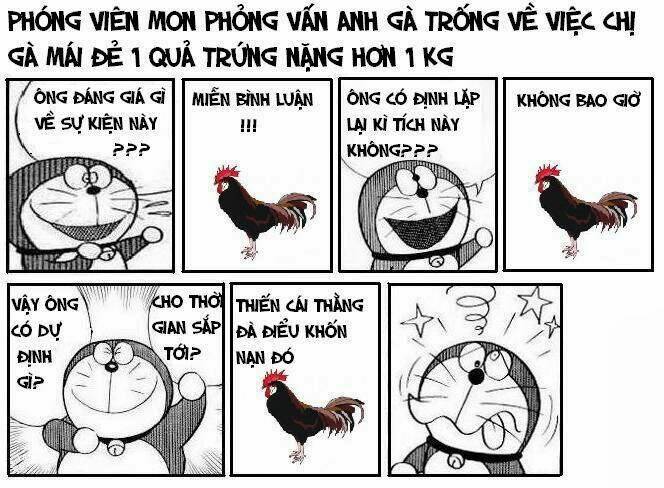 PHÓNG VIÊN MON PHỎNG VẤN ANH GÀ TRỐNG VỀ VIỆC CHỊ
GÀ MÁI ĐẺ 1 QUẢ TRỨNG NẶNG HƠN 1 KG
ÔNG ĐÁNG GIÁ GÌ
VỀ SỰ KIỆN NÀY
???
MIỄN BÌNH LUẬN
!!!
ÔNG CÓ ĐỊNH LẶP
LẠI KÌ TÍCH NÀY
KHÔNG???
KHÔNG BAO GIỜ
VẬY ÔNG
CÓ DỰ
ĐỊNH
GÌ?
CHO THỜI
GIAN SẮP
TỚI?
THIẾN CÁI THẰNG
ĐÀ ĐIỂU KHỐN
NẠN ĐÓ